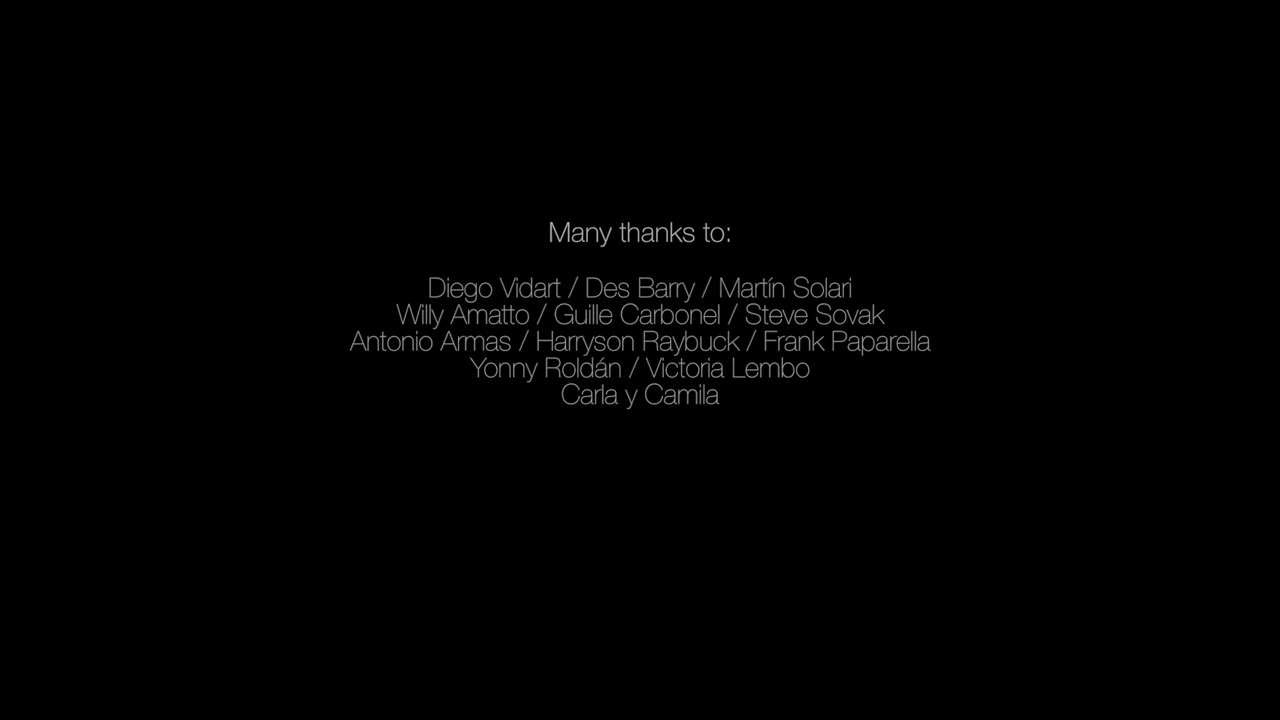 Many thanks to:
Diego Vidart / Des Barry / Martín Solari
Willy Amatto / Guille Carbonel / Steve Sovak
Antonio Armas / Harryson Raybuck / Frank Paparella
Yonny Roldán / Victoria Lembo
Carla y Camila